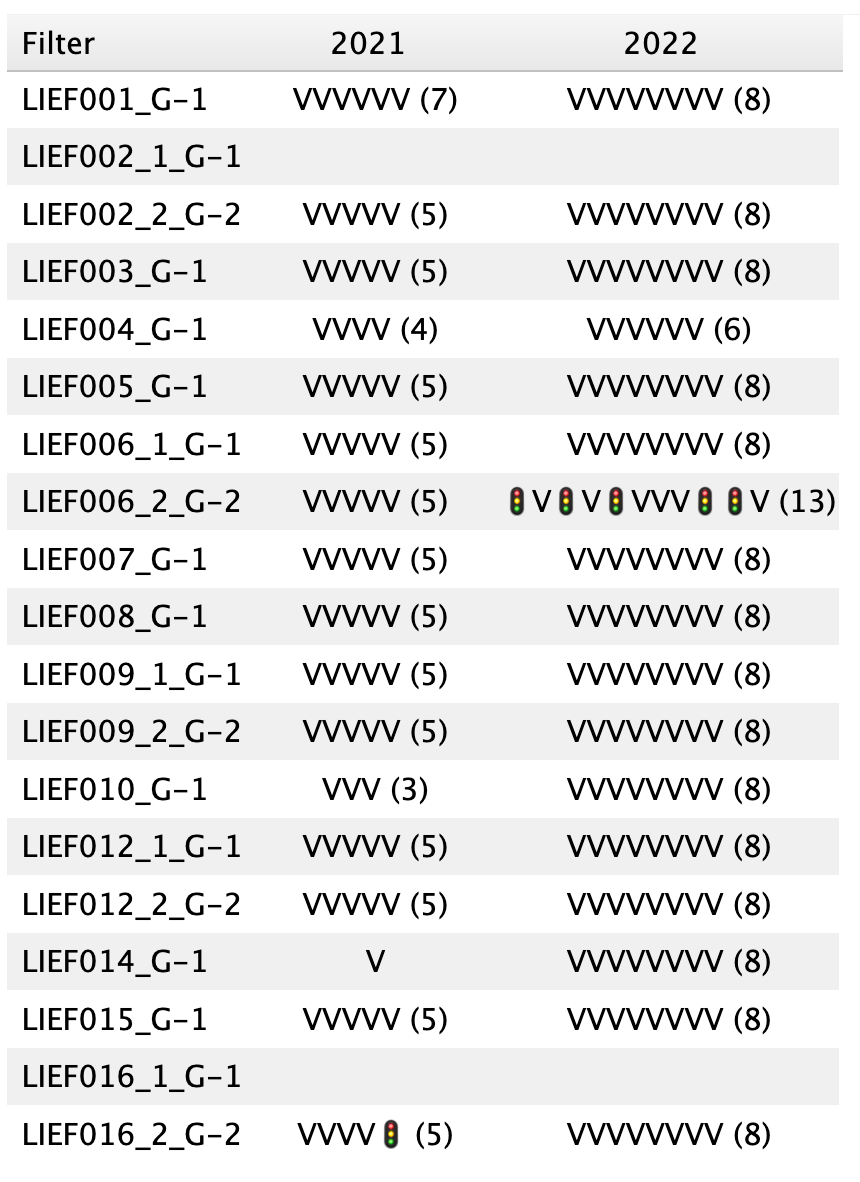 Filter 2021 2022
LIEF001_G-1 VVVVVV (7) VVVVVVVV (8)
LIEF002_1_G-1
LIEF002_2_G-2 VVVVV (5) VVVVVVVV (8)
LIEF003_G-1 VVVVV (5) VVVVVVVV (8)
LIEF004_G-1 VVVV (4) VVVVVV (6)
LIEF005_G-1 VVVVV (5) VVVVVVVV (8)
LIEF006_1_G-1 VVVVV (5) VVVVVVVV (8)
LIEF006_2_G-2 VVVVV (5) 🚦V🚦V🚦VVV🚦🚦V (13)
LIEF007_G-1 VVVVV (5) VVVVVVVV (8)
LIEF008_G-1 VVVVV (5) VVVVVVVV (8)
LIEF009_1_G-1 VVVVV (5) VVVVVVVV (8)
LIEF009_2_G-2 VVVVV (5) VVVVVVVV (8)
LIEF010_G-1 VVV (3) VVVVVVVV (8)
LIEF012_1_G-1 VVVVV (5) VVVVVVVV (8)
LIEF012_2_G-2 VVVVV (5) VVVVVVVV (8)
LIEF014_G-1 V VVVVVVVV (8)
LIEF015_G-1 VVVVV (5) VVVVVVVV (8)
LIEF016_1_G-1
LIEF016_2_G-2 VVVV🚦 (5) VVVVVVVV (8)